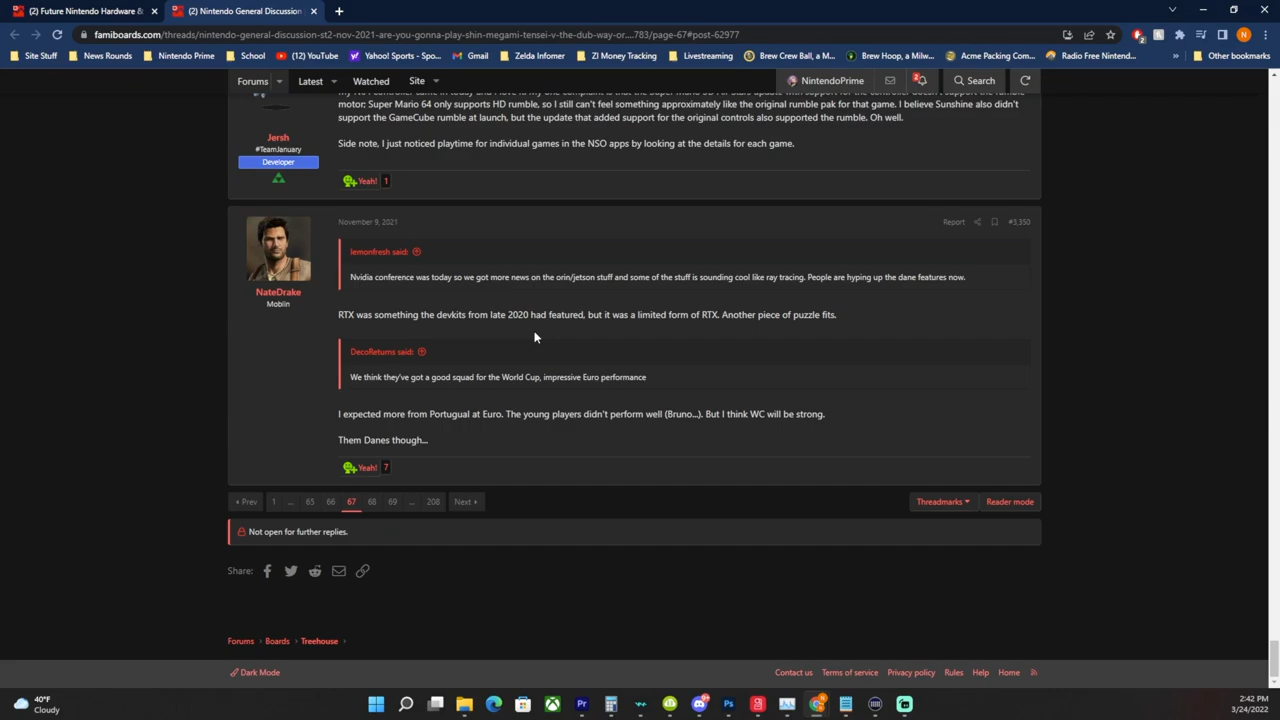 (2) Future Nintendo Hardware &
(2) Nintendo General Discussion
famiboards.com/threads/nintendo-general-discussion-st2-nov-2021-are-you-gonna-play-shin-megami-tensei-v-the-dub-way-or....783/page-67#post-62977
Site Stuff
News Rounds
Nintendo Prime
School
(12) YouTube
Yahoo! Sports - Spo...
Gmail
Zelda Informer
ZI Money Tracking
Livestreaming
Brew Crew Ball, a M...
Brew Hoop, a Milw...
Acme Packing Com...
Radio Free Nintend...
Other bookmarks
Forums
Latest
Watched
Site
NintendoPrime
2
Search
motor: Super Mario 64 only supports HD rumble, so I still can't feel something approximately like the original rumble pak for that game. I believe Sunshine also didn't
support the GameCube rumble at launch, but the update that added support for the original controls also supported the rumble. Oh well.
Jersh
#TeamJanuary
Developer
Side note, I just noticed playtime for individual games in the NSO apps by looking at the details for each game.
Yeah! 1
November 9, 2021
Report
#3,350
NateDrake
Moblin
lemonfresh said:
Nvidia conference was today so we got more news on the orin/jetson stuff and some of the stuff is sounding cool like ray tracing. People are hyping up the dane features now.
RTX was something the devkits from late 2020 had featured, but it was a limited form of RTX. Another piece of puzzle fits.
DecoReturns said:
We think they've got a good squad for the World Cup, impressive Euro performance
I expected more from Portugual at Euro. The young players didn't perform well (Bruno...). But I think WC will be strong.
Them Danes though...
Yeah! 7
Prev 1 ... 65 66 67 68 69 ... 208 Next
Threadmarks
Reader mode
Not open for further replies.
Share:
Forums
Boards
Treehouse
Dark Mode
Contact us
Terms of service
Privacy policy
Rules
Help
Home
40°F
Cloudy
2:42 PM
3/24/2022